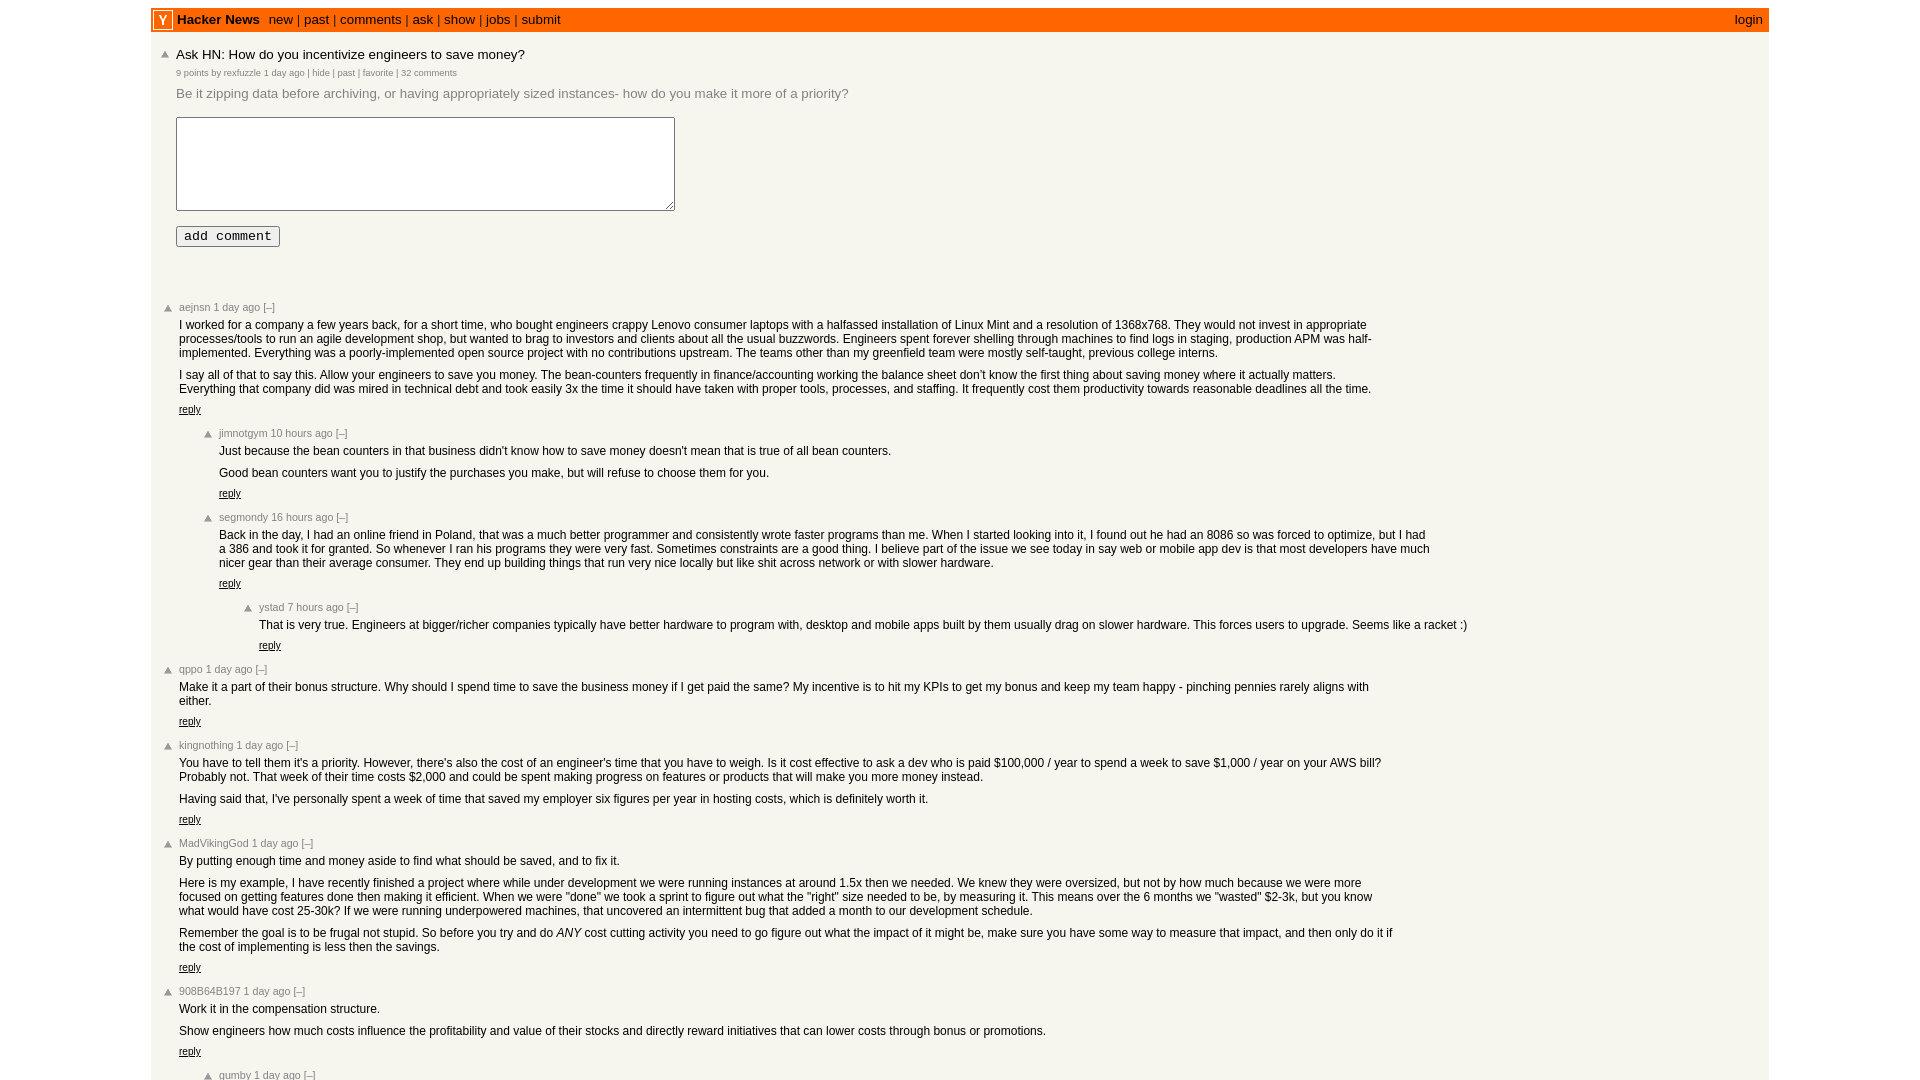 Y Hacker News new | past | comments | ask | show | jobs | submit login
Ask HN: How do you incentivize engineers to save money?
9 points by rexfuzzle 1 day ago | hide | past | favorite | 32 comments
Be it zipping data before archiving, or having appropriately sized instances- how do you make it more of a priority?
add comment
aejnsn 1 day ago [–]
I worked for a company a few years back, for a short time, who bought engineers crappy Lenovo consumer laptops with a halfassed installation of Linux Mint and a resolution of 1368x768. They would not invest in appropriate
processes/tools to run an agile development shop, but wanted to brag to investors and clients about all the usual buzzwords. Engineers spent forever shelling through machines to find logs in staging, production APM was half-
implemented. Everything was a poorly-implemented open source project with no contributions upstream. The teams other than my greenfield team were mostly self-taught, previous college interns.
I say all of that to say this. Allow your engineers to save you money. The bean-counters frequently in finance/accounting working the balance sheet don't know the first thing about saving money where it actually matters.
Everything that company did was mired in technical debt and took easily 3x the time it should have taken with proper tools, processes, and staffing. It frequently cost them productivity towards reasonable deadlines all the time.
reply
jimnotgym 10 hours ago [–]
Just because the bean counters in that business didn't know how to save money doesn't mean that is true of all bean counters.
Good bean counters want you to justify the purchases you make, but will refuse to choose them for you.
reply
segmondy 16 hours ago [–]
Back in the day, I had an online friend in Poland, that was a much better programmer and consistently wrote faster programs than me. When I started looking into it, I found out he had an 8086 so was forced to optimize, but I had
a 386 and took it for granted. So whenever I ran his programs they were very fast. Sometimes constraints are a good thing. I believe part of the issue we see today in say web or mobile app dev is that most developers have much
nicer gear than their average consumer. They end up building things that run very nice locally but like shit across network or with slower hardware.
reply
ystad 7 hours ago [–]
That is very true. Engineers at bigger/richer companies typically have better hardware to program with, desktop and mobile apps built by them usually drag on slower hardware. This forces users to upgrade. Seems like a racket :)
reply
qppo 1 day ago [–]
Make it a part of their bonus structure. Why should I spend time to save the business money if I get paid the same? My incentive is to hit my KPIs to get my bonus and keep my team happy - pinching pennies rarely aligns with
either.
reply
kingnothing 1 day ago [–]
You have to tell them it's a priority. However, there's also the cost of an engineer's time that you have to weigh. Is it cost effective to ask a dev who is paid $100,000 / year to spend a week to save $1,000 / year on your AWS bill?
Probably not. That week of their time costs $2,000 and could be spent making progress on features or products that will make you more money instead.
Having said that, I've personally spent a week of time that saved my employer six figures per year in hosting costs, which is definitely worth it.
reply
MadVikingGod 1 day ago [–]
By putting enough time and money aside to find what should be saved, and to fix it.
Here is my example, I have recently finished a project where while under development we were running instances at around 1.5x then we needed. We knew they were oversized, but not by how much because we were more
focused on getting features done then making it efficient. When we were "done" we took a sprint to figure out what the "right" size needed to be, by measuring it. This means over the 6 months we "wasted" $2-3k, but you know
what would have cost 25-30k? If we were running underpowered machines, that uncovered an intermittent bug that added a month to our development schedule.
Remember the goal is to be frugal not stupid. So before you try and do ANY cost cutting activity you need to go figure out what the impact of it might be, make sure you have some way to measure that impact, and then only do it if
the cost of implementing is less then the savings.
reply
908B64B197 1 day ago [–]
Work it in the compensation structure.
Show engineers how much costs influence the profitability and value of their stocks and directly reward initiatives that can lower costs through bonus or promotions.
reply
gumby 1 day ago [–]